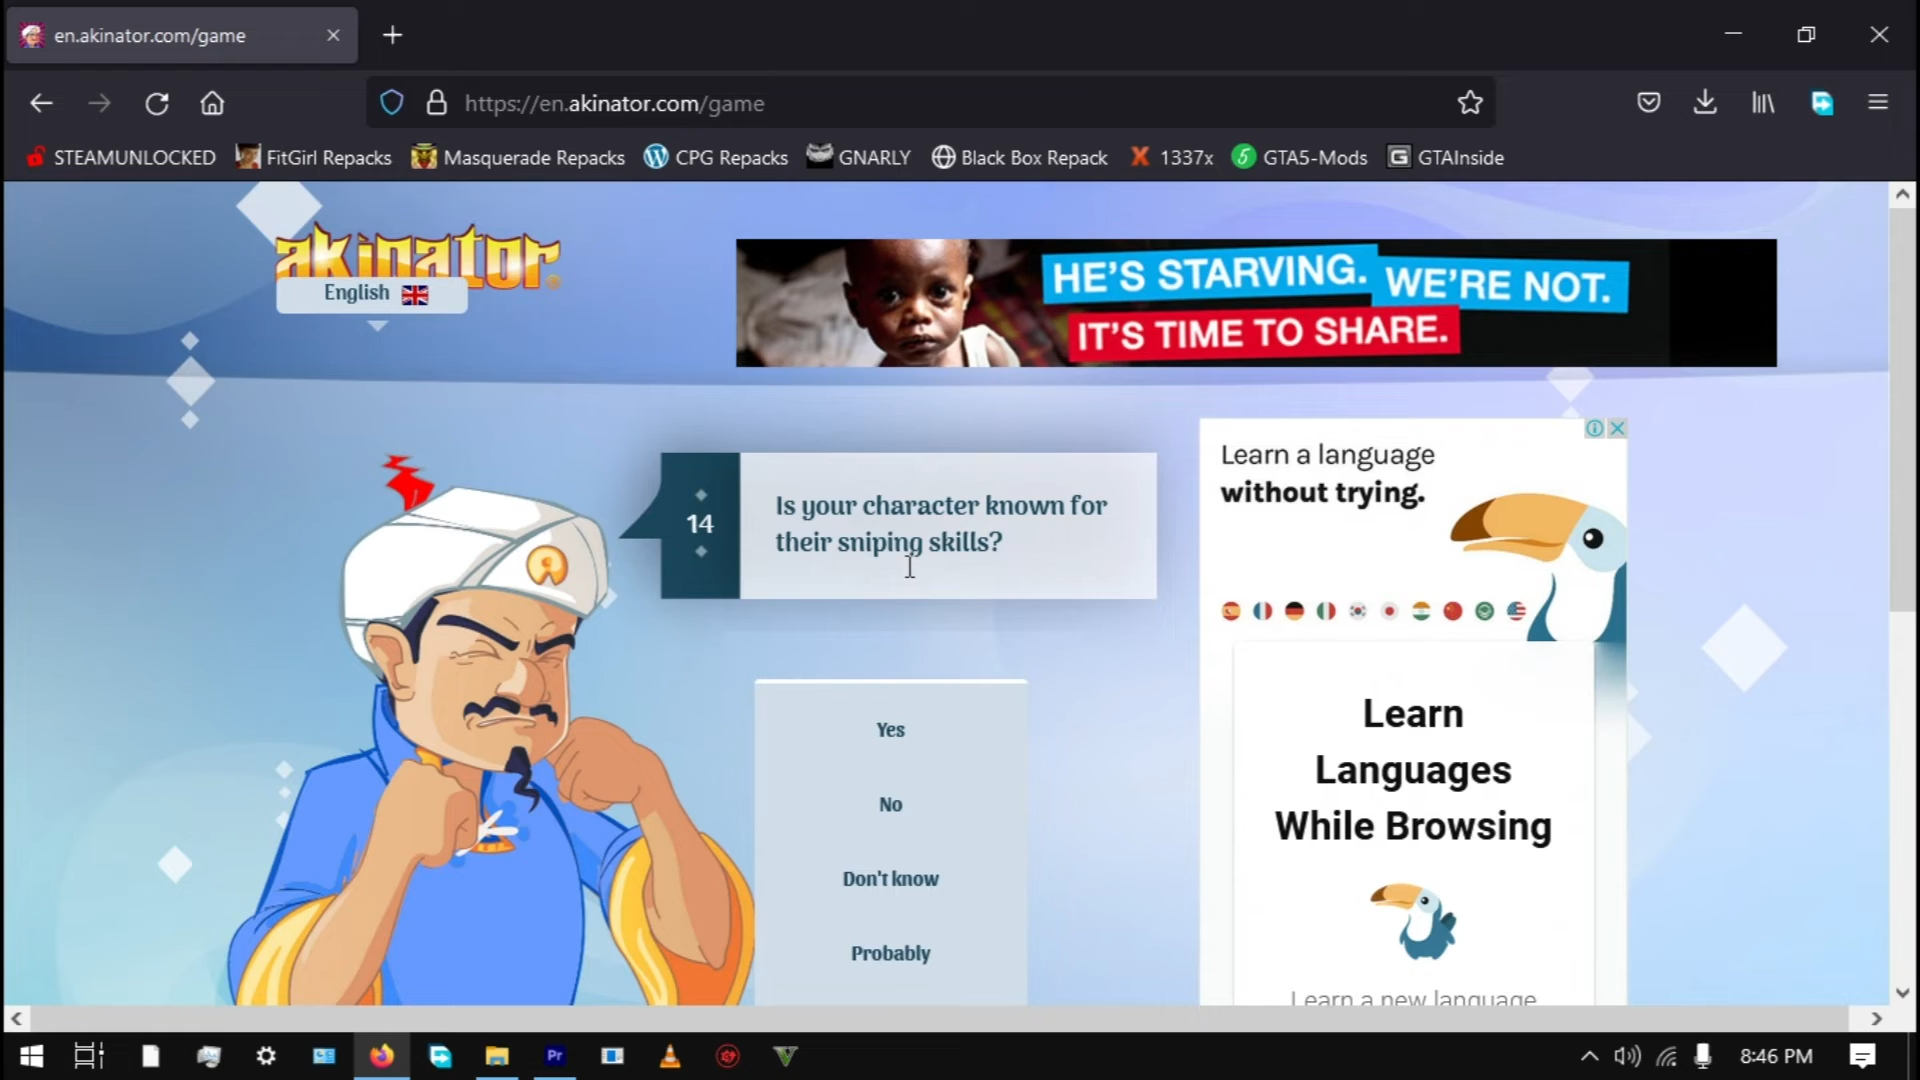 en.akinator.com/game
https://en.akinator.com/game
STEAMUNLOCKED FitGirl Repacks Masquerade Repacks CPG Repacks GNARLY Black Box Repack 1337x GTA5-Mods GTAInside
akinator
English
HE'S STARVING. WE'RE NOT.
IT'S TIME TO SHARE.
14
Is your character known for
their sniping skills?
Yes
No
Don't know
Probably
Learn a language
without trying.
Learn
Languages
While Browsing
Learn a new language
Pr
8:46 PM